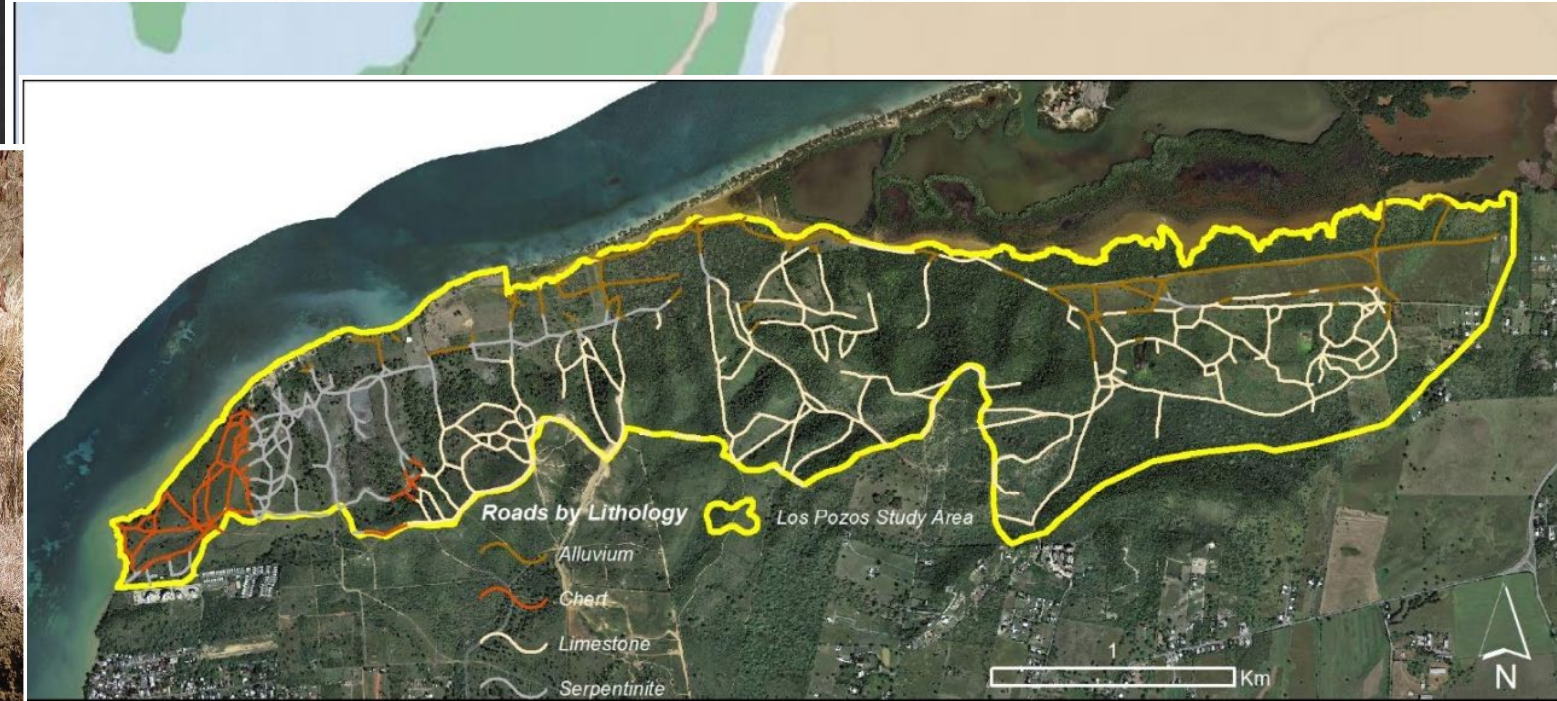 Roads by Lithology
Los Pozos Study Area
Alluvium
Chert
Limestone
Serpentinite
1
Km
N